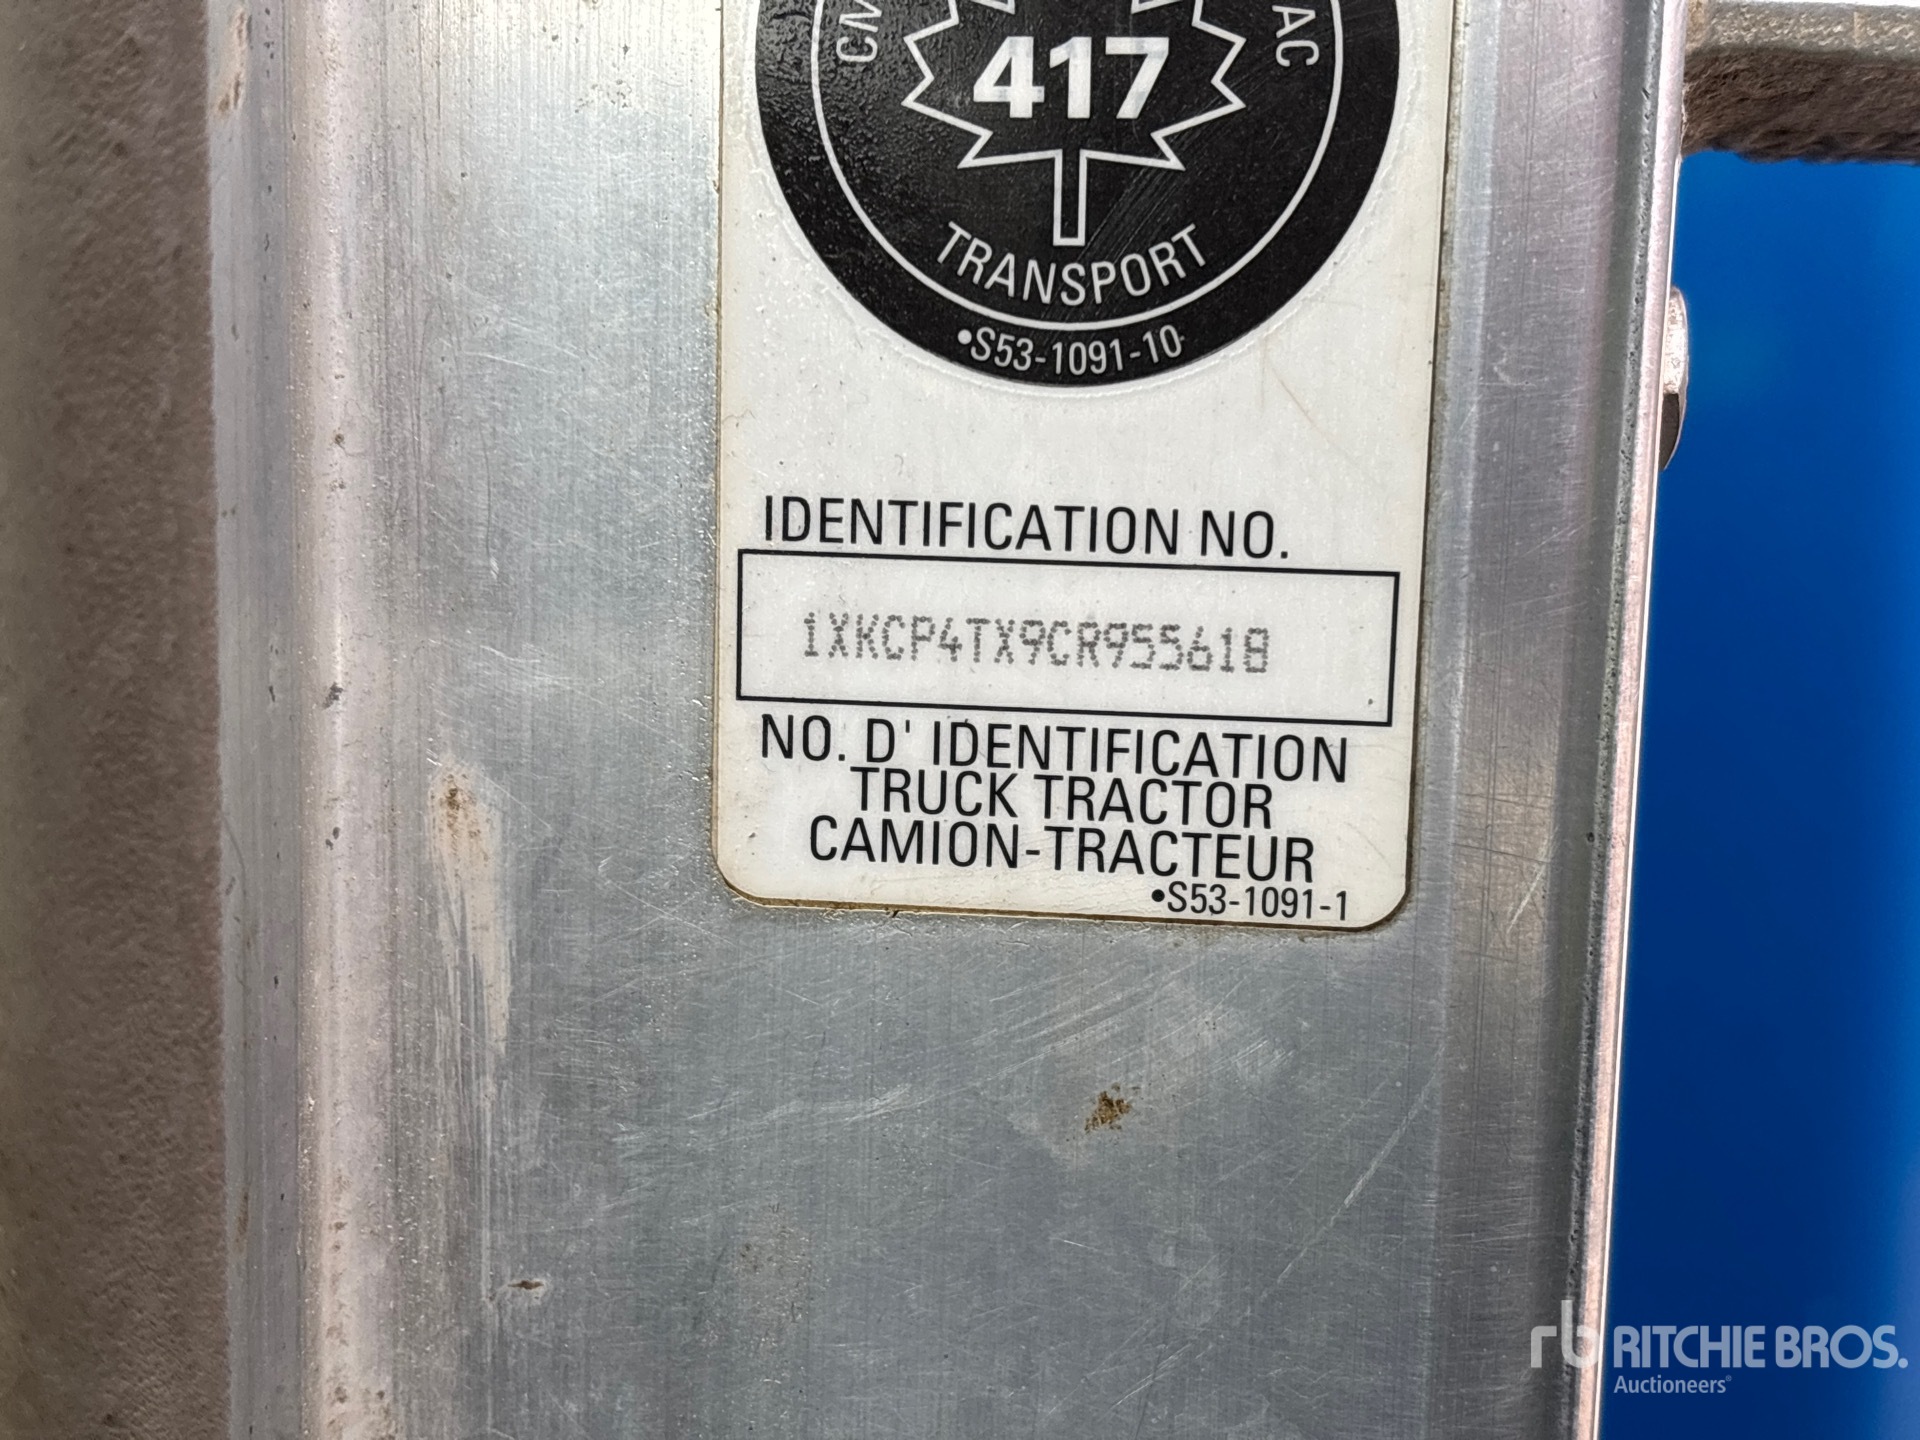 417
TRANSPORT
•S53-1091-10
IDENTIFICATION NO.
1XKCP4TX9CR955618
NO. D' IDENTIFICATION
TRUCK TRACTOR
CAMION-TRACTEUR
•S53-1091-1
rb RITCHIE BROS.
Auctioneers®